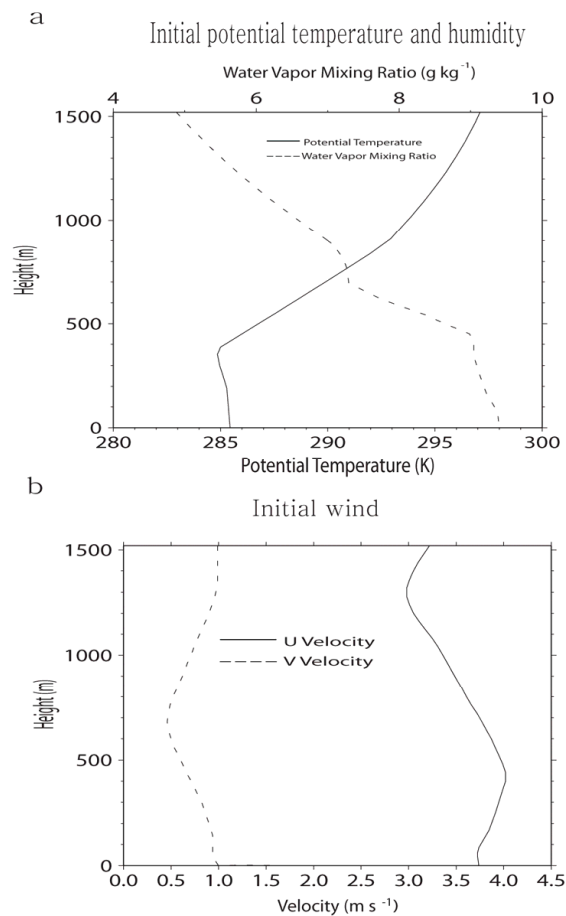 a
Initial potential temperature and humidity
Water Vapor Mixing Ratio (g kg⁻¹)
4 6 8 10
1500
Potential Temperature
Water Vapor Mixing Ratio
1000
Height (m)
500
0
280 285 290 295 300
Potential Temperature (K)
b
Initial wind
1500
U Velocity
1000
V Velocity
Height (m)
500
0
0.0 0.5 1.0 1.5 2.0 2.5 3.0 3.5 4.0 4.5
Velocity (m s ⁻¹)